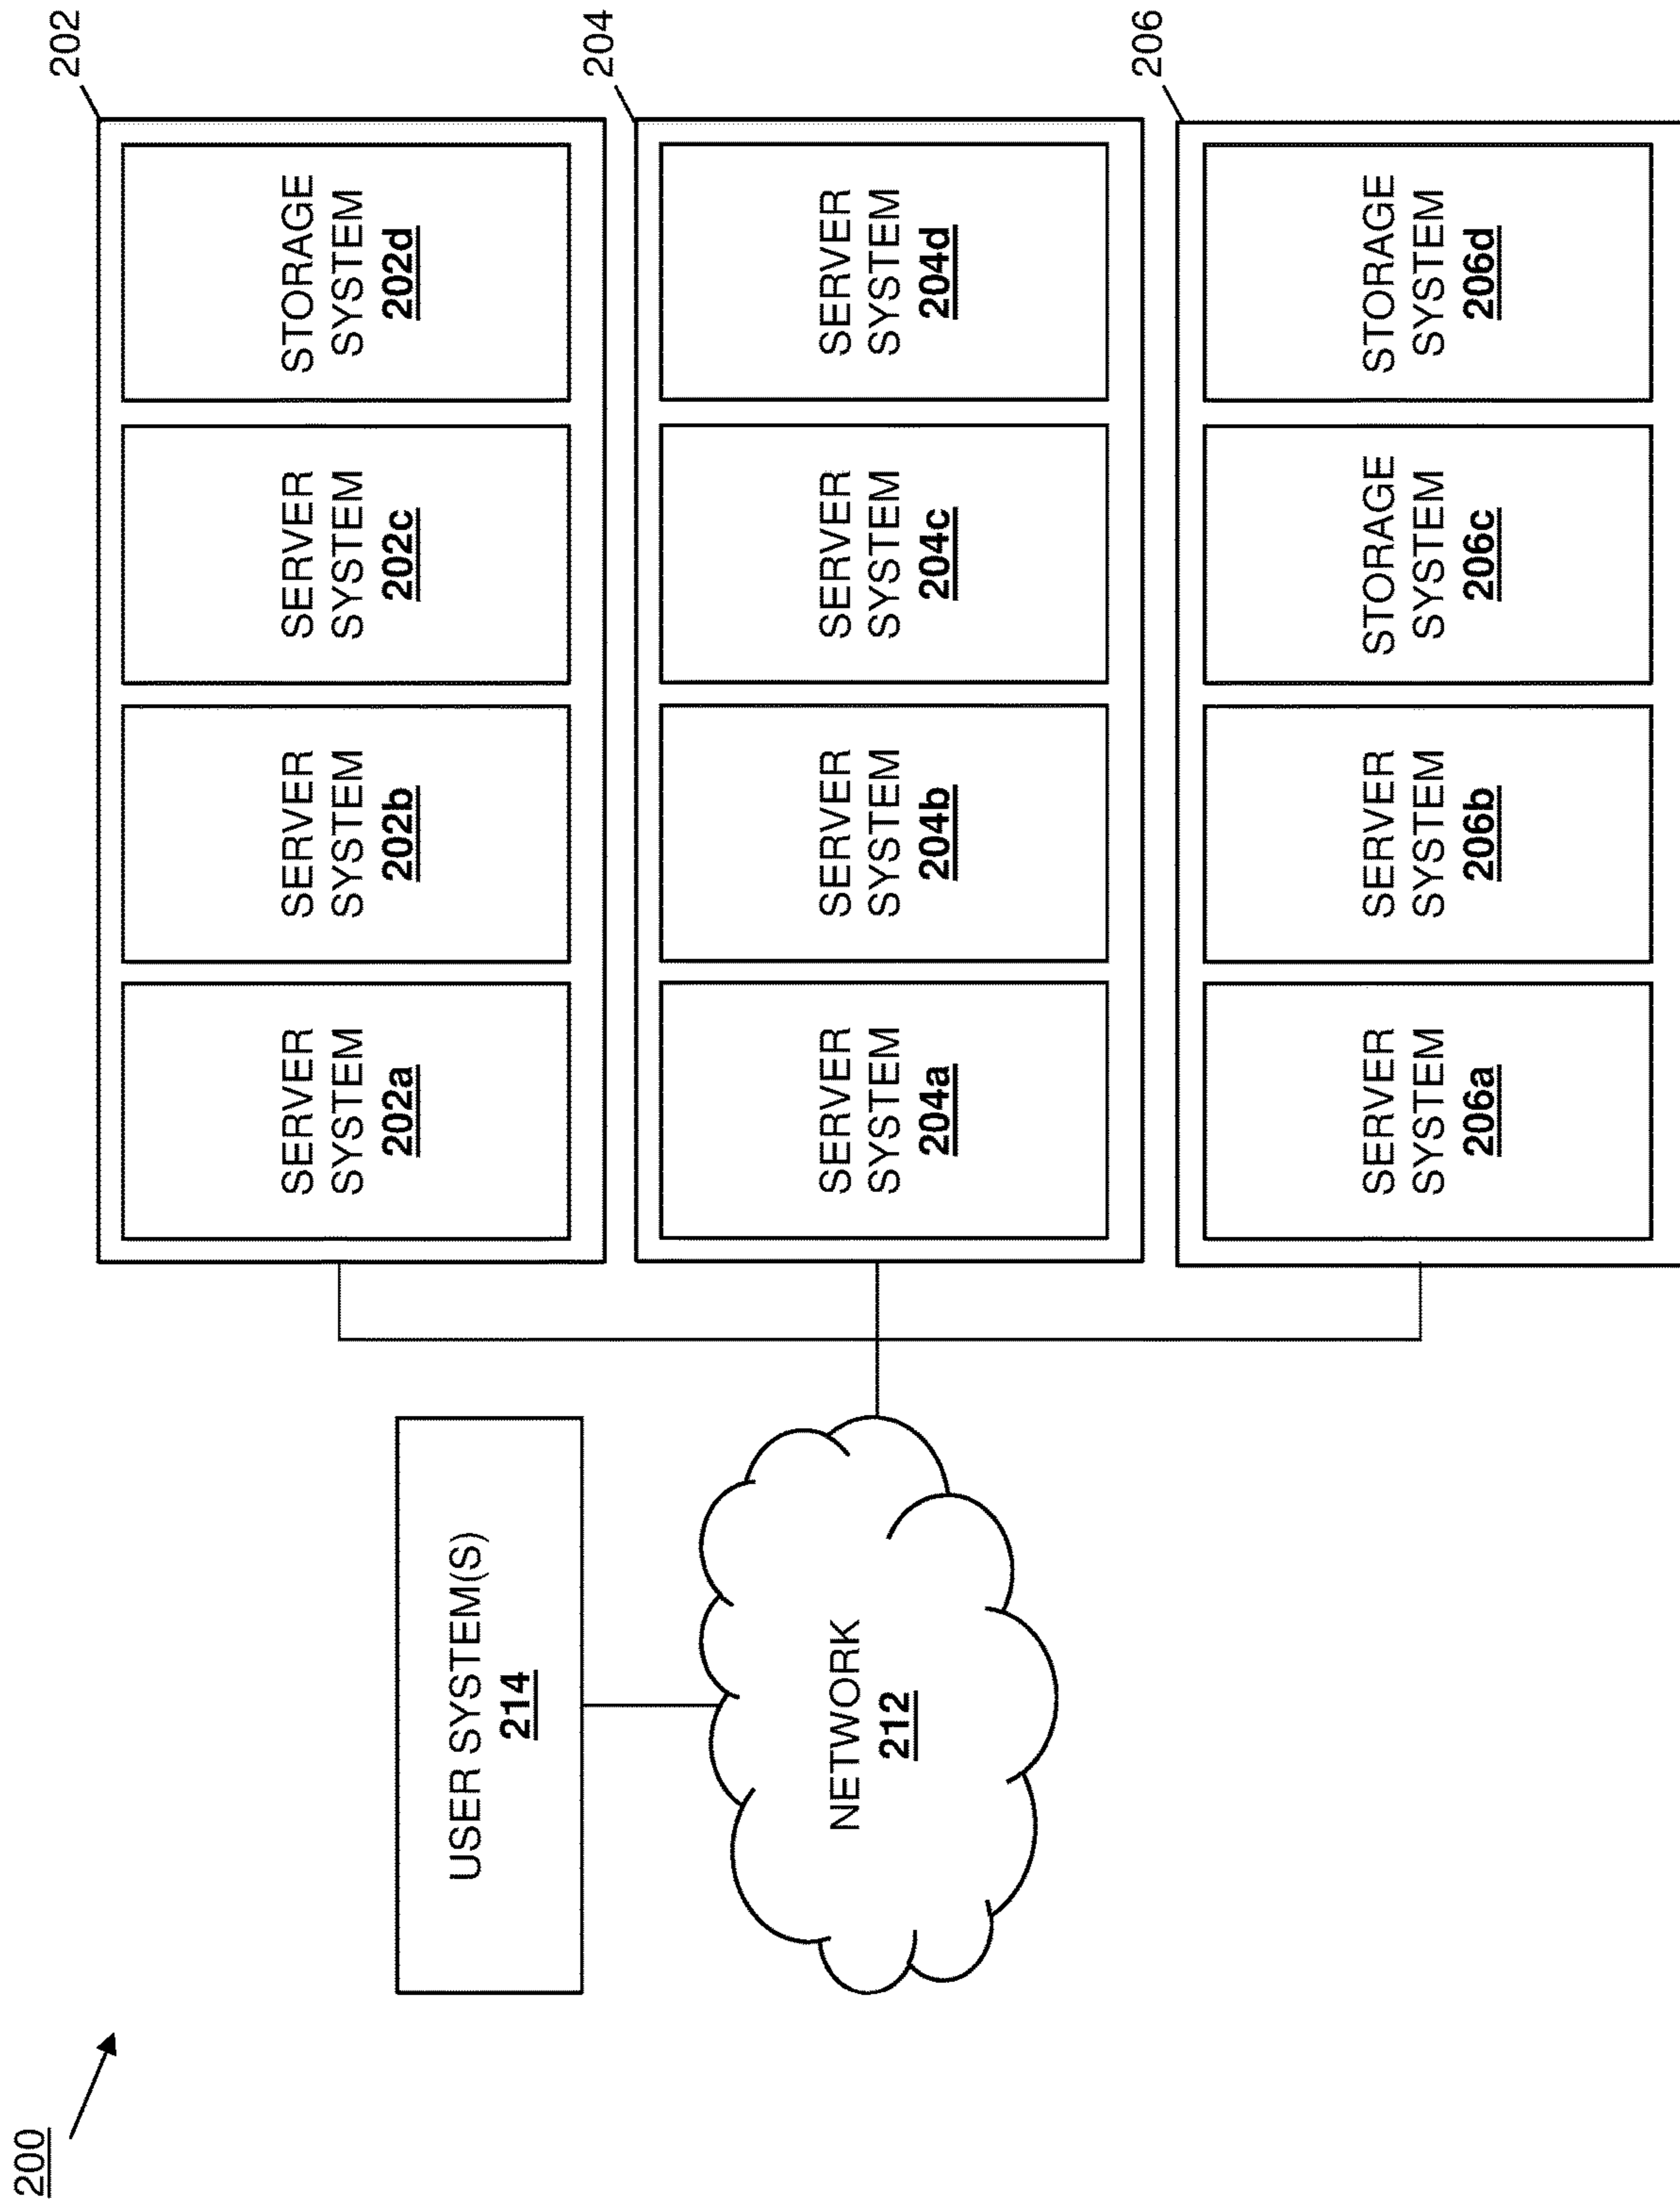 200
202
SERVER
SYSTEM
202a
SERVER
SYSTEM
202b
SERVER
SYSTEM
202c
STORAGE
SYSTEM
202d
USER SYSTEM(S)
214
204
SERVER
SYSTEM
204a
SERVER
SYSTEM
204b
SERVER
SYSTEM
204c
SERVER
SYSTEM
204d
NETWORK
212
206
SERVER
SYSTEM
206a
SERVER
SYSTEM
206b
STORAGE
SYSTEM
206c
STORAGE
SYSTEM
206d